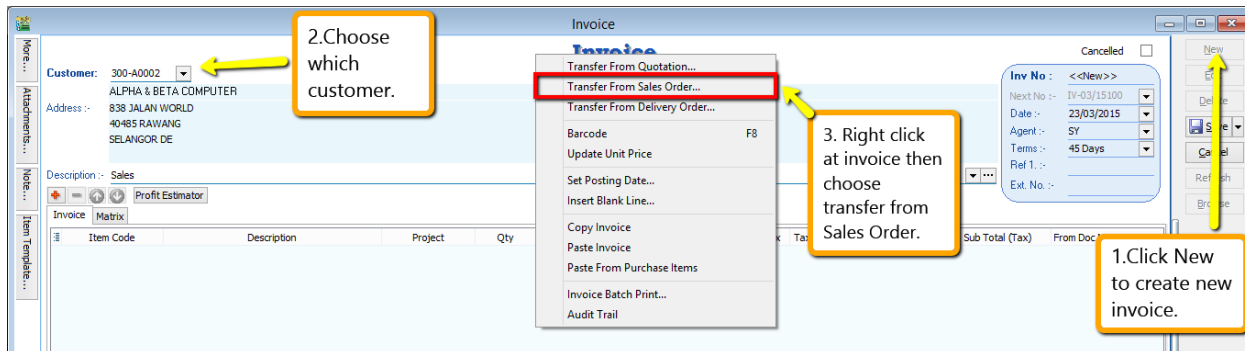 Invoice
Invoice
Cancelled
More...
Attachments...
Note...
Item Template...
2.Choose
which
customer.
Customer: 300-A0002
ALPHA & BETA COMPUTER
Address :- 838 JALAN WORLD
40485 RAWANG
SELANGOR DE
Description :- Sales
Profit Estimator
Invoice Matrix
Item Code Description Project Qty Sub Total (Tax)
Transfer From Quotation...
Transfer From Sales Order...
Transfer From Delivery Order...
Barcode F8
Update Unit Price
Set Posting Date...
Insert Blank Line...
Copy Invoice
Paste Invoice
Paste From Purchase Items
Invoice Batch Print...
Audit Trail
3. Right click
at invoice then
choose
transfer from
Sales Order.
Inv No : <<New>>
Next No :- IV-03/15100
Date :- 23/03/2015
Agent :- SY
Terms :- 45 Days
Ref 1. :-
Ext. No. :-
New
Cancel
Refresh
Browse
1.Click New
to create new
invoice.